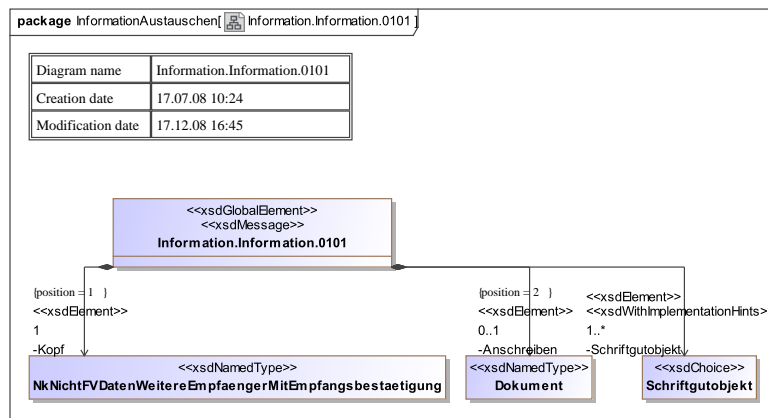 package InformationAustauschen[ Information.Information.0101 ]
Diagram name Information.Information.0101
Creation date 17.07.08 10:24
Modification date 17.12.08 16:45
<<xsdGlobalElement>>
<<xsdMessage>>
Information.Information.0101
{position = 1 }
<<xsdElement>>
1
-Kopf
{position = 2 }
<<xsdElement>>
0..1
-Anschreiben
<<xsdElement>>
<<xsdWithImplementationHints>
1..*
-Schriftgutobjekt
<<xsdNamedType>>
NkNichtFVDatenWeitereEmpfaengerMitEmpfangsbestaetigung
<<xsdNamedType>>
Dokument
<<xsdChoice>>
Schriftgutobjekt